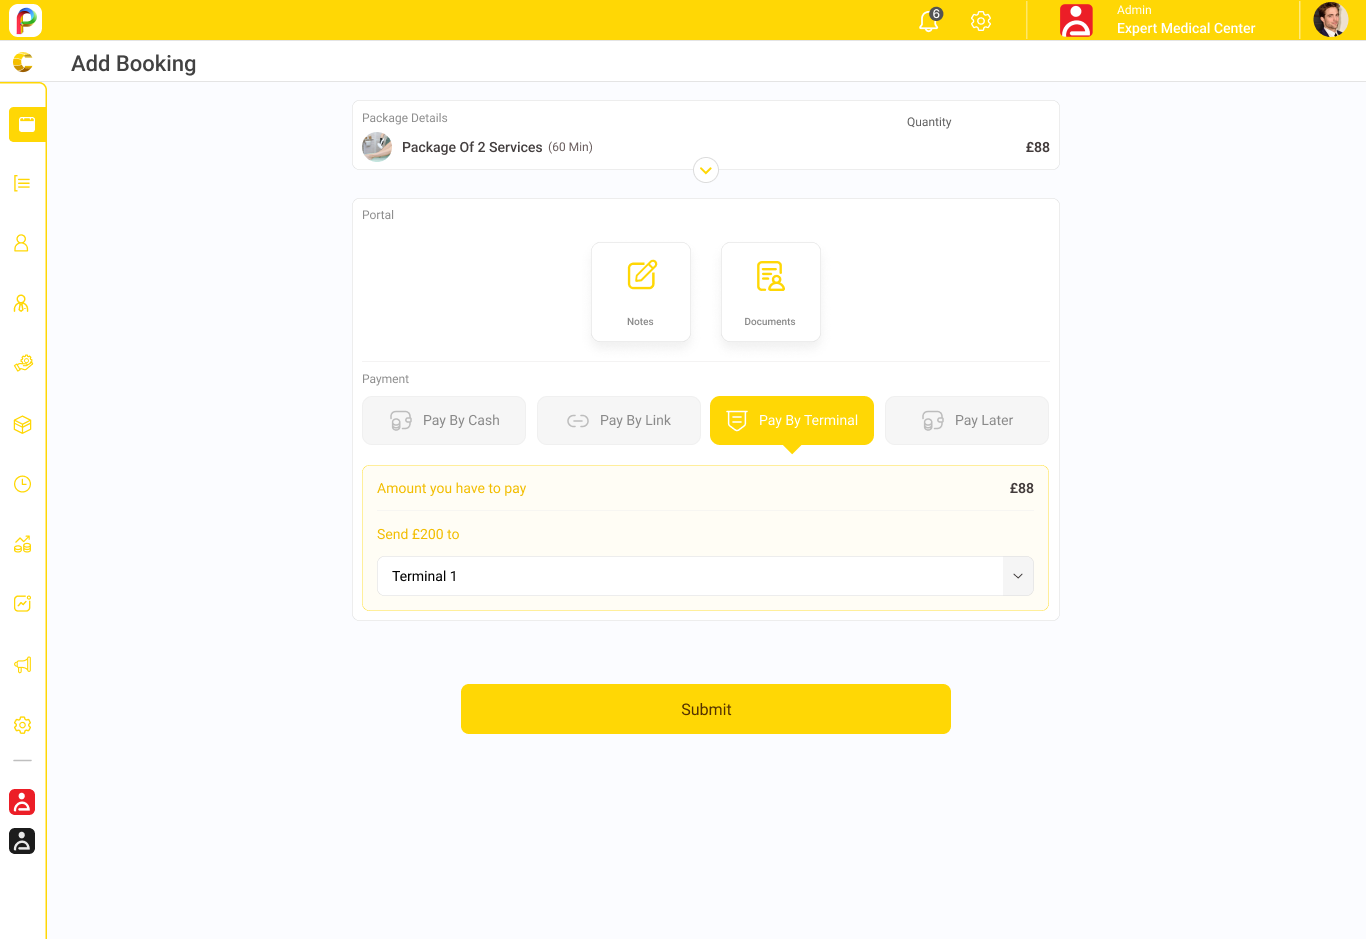 6
Admin
Expert Medical Center
Add Booking
Package Details
Quantity
Package Of 2 Services (60 Min)
£88
Portal
Notes
Documents
Payment
Pay By Cash
Pay By Link
Pay By Terminal
Pay Later
Amount you have to pay
£88
Send £200 to
Terminal 1
Submit